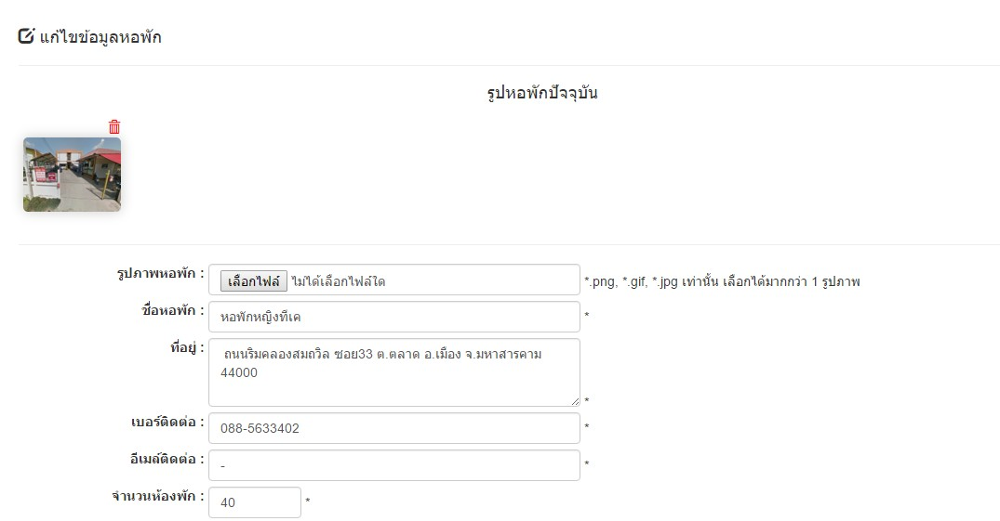 แก้ไขข้อมูลหอพัก
รูปหอพักปัจจุบัน
รูปภาพหอพัก : เลือกไฟล์ ไม่ได้เลือกไฟล์ใด *.png, *.gif, *.jpg เท่านั้น เลือกได้มากกว่า 1 รูปภาพ
ชื่อหอพัก : หอพักหญิงทีเค *
ที่อยู่ : ถนนริมคลองสมถวิล ซอย33 ต.ตลาด อ.เมือง จ.มหาสารคาม
44000
*
เบอร์ติดต่อ : 088-5633402 *
อีเมล์ติดต่อ : - *
จำนวนห้องพัก : 40 *